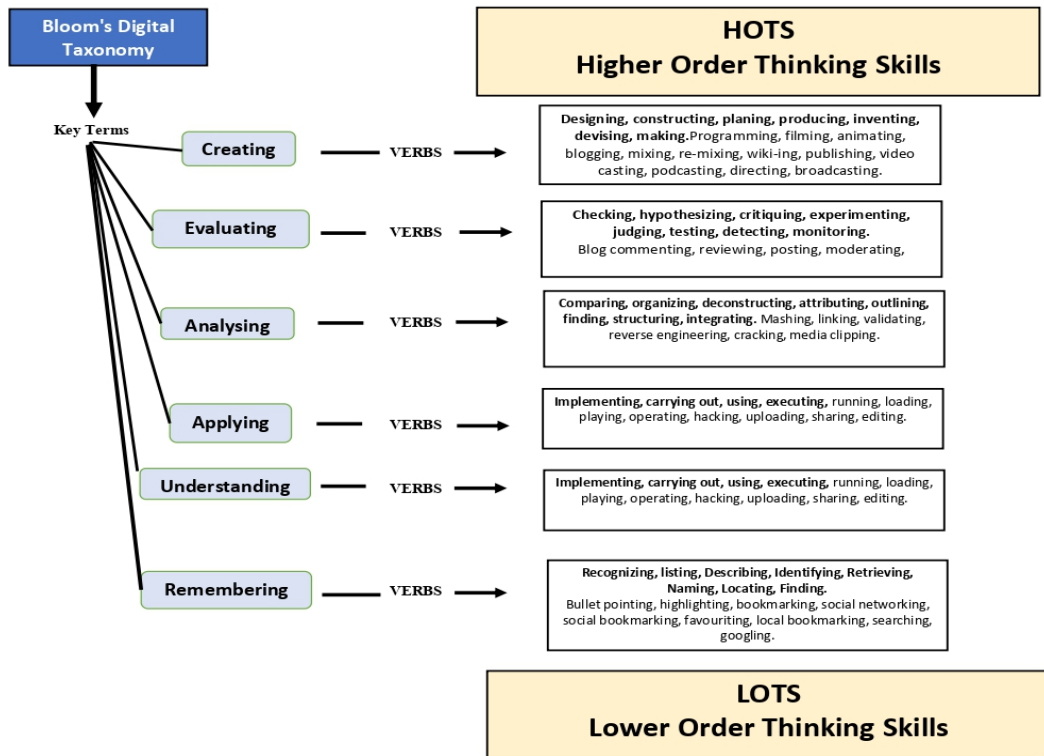 Bloom's Digital
Taxonomy
HOTS
Higher Order Thinking Skills
Key Terms
Creating
VERBS
Designing, constructing, planing, producing, inventing,
devising, making.Programming, filming, animating,
blogging, mixing, re-mixing, wiki-ing, publishing, video
casting, podcasting, directing, broadcasting.
Evaluating
VERBS
Checking, hypothesizing, critiquing, experimenting,
judging, testing, detecting, monitoring.
Blog commenting, reviewing, posting, moderating,
Analysing
VERBS
Comparing, organizing, deconstructing, attributing, outlining,
finding, structuring, integrating. Mashing, linking, validating,
reverse engineering, cracking, media clipping.
Applying
VERBS
Implementing, carrying out, using, executing, running, loading,
playing, operating, hacking, uploading, sharing, editing.
Understanding
VERBS
Implementing, carrying out, using, executing, running, loading,
playing, operating, hacking, uploading, sharing, editing.
Remembering
VERBS
Recognizing, listing, Describing, Identifying, Retrieving,
Naming, Locating, Finding.
Bullet pointing, highlighting, bookmarking, social networking,
social bookmarking, favouriting, local bookmarking, searching,
googling.
LOTS
Lower Order Thinking Skills